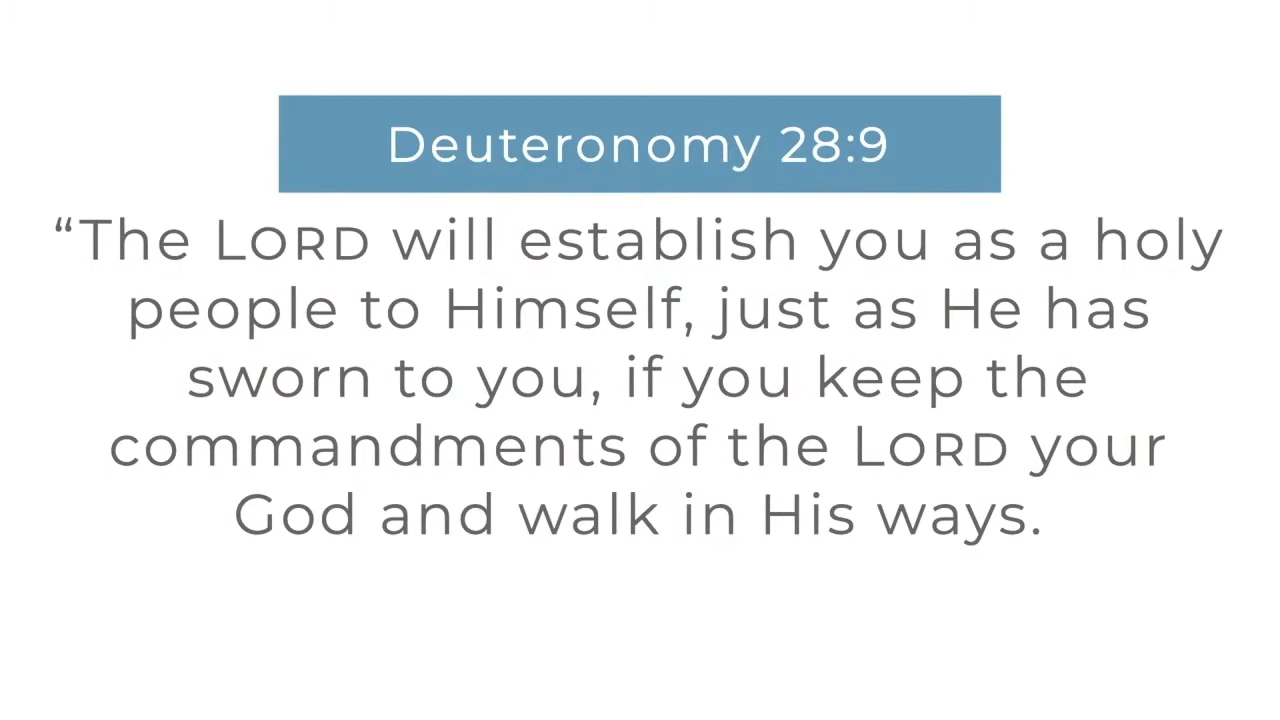 Deuteronomy 28:9
“The LORD will establish you as a holy
people to Himself, just as He has
sworn to you, if you keep the
commandments of the LORD your
God and walk in His ways.